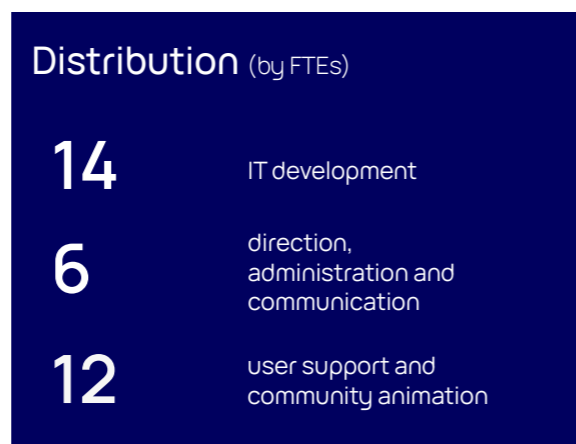 Distribution (by FTEs)
14
IT development
6
direction,
administration and
communication
12
user support and
community animation